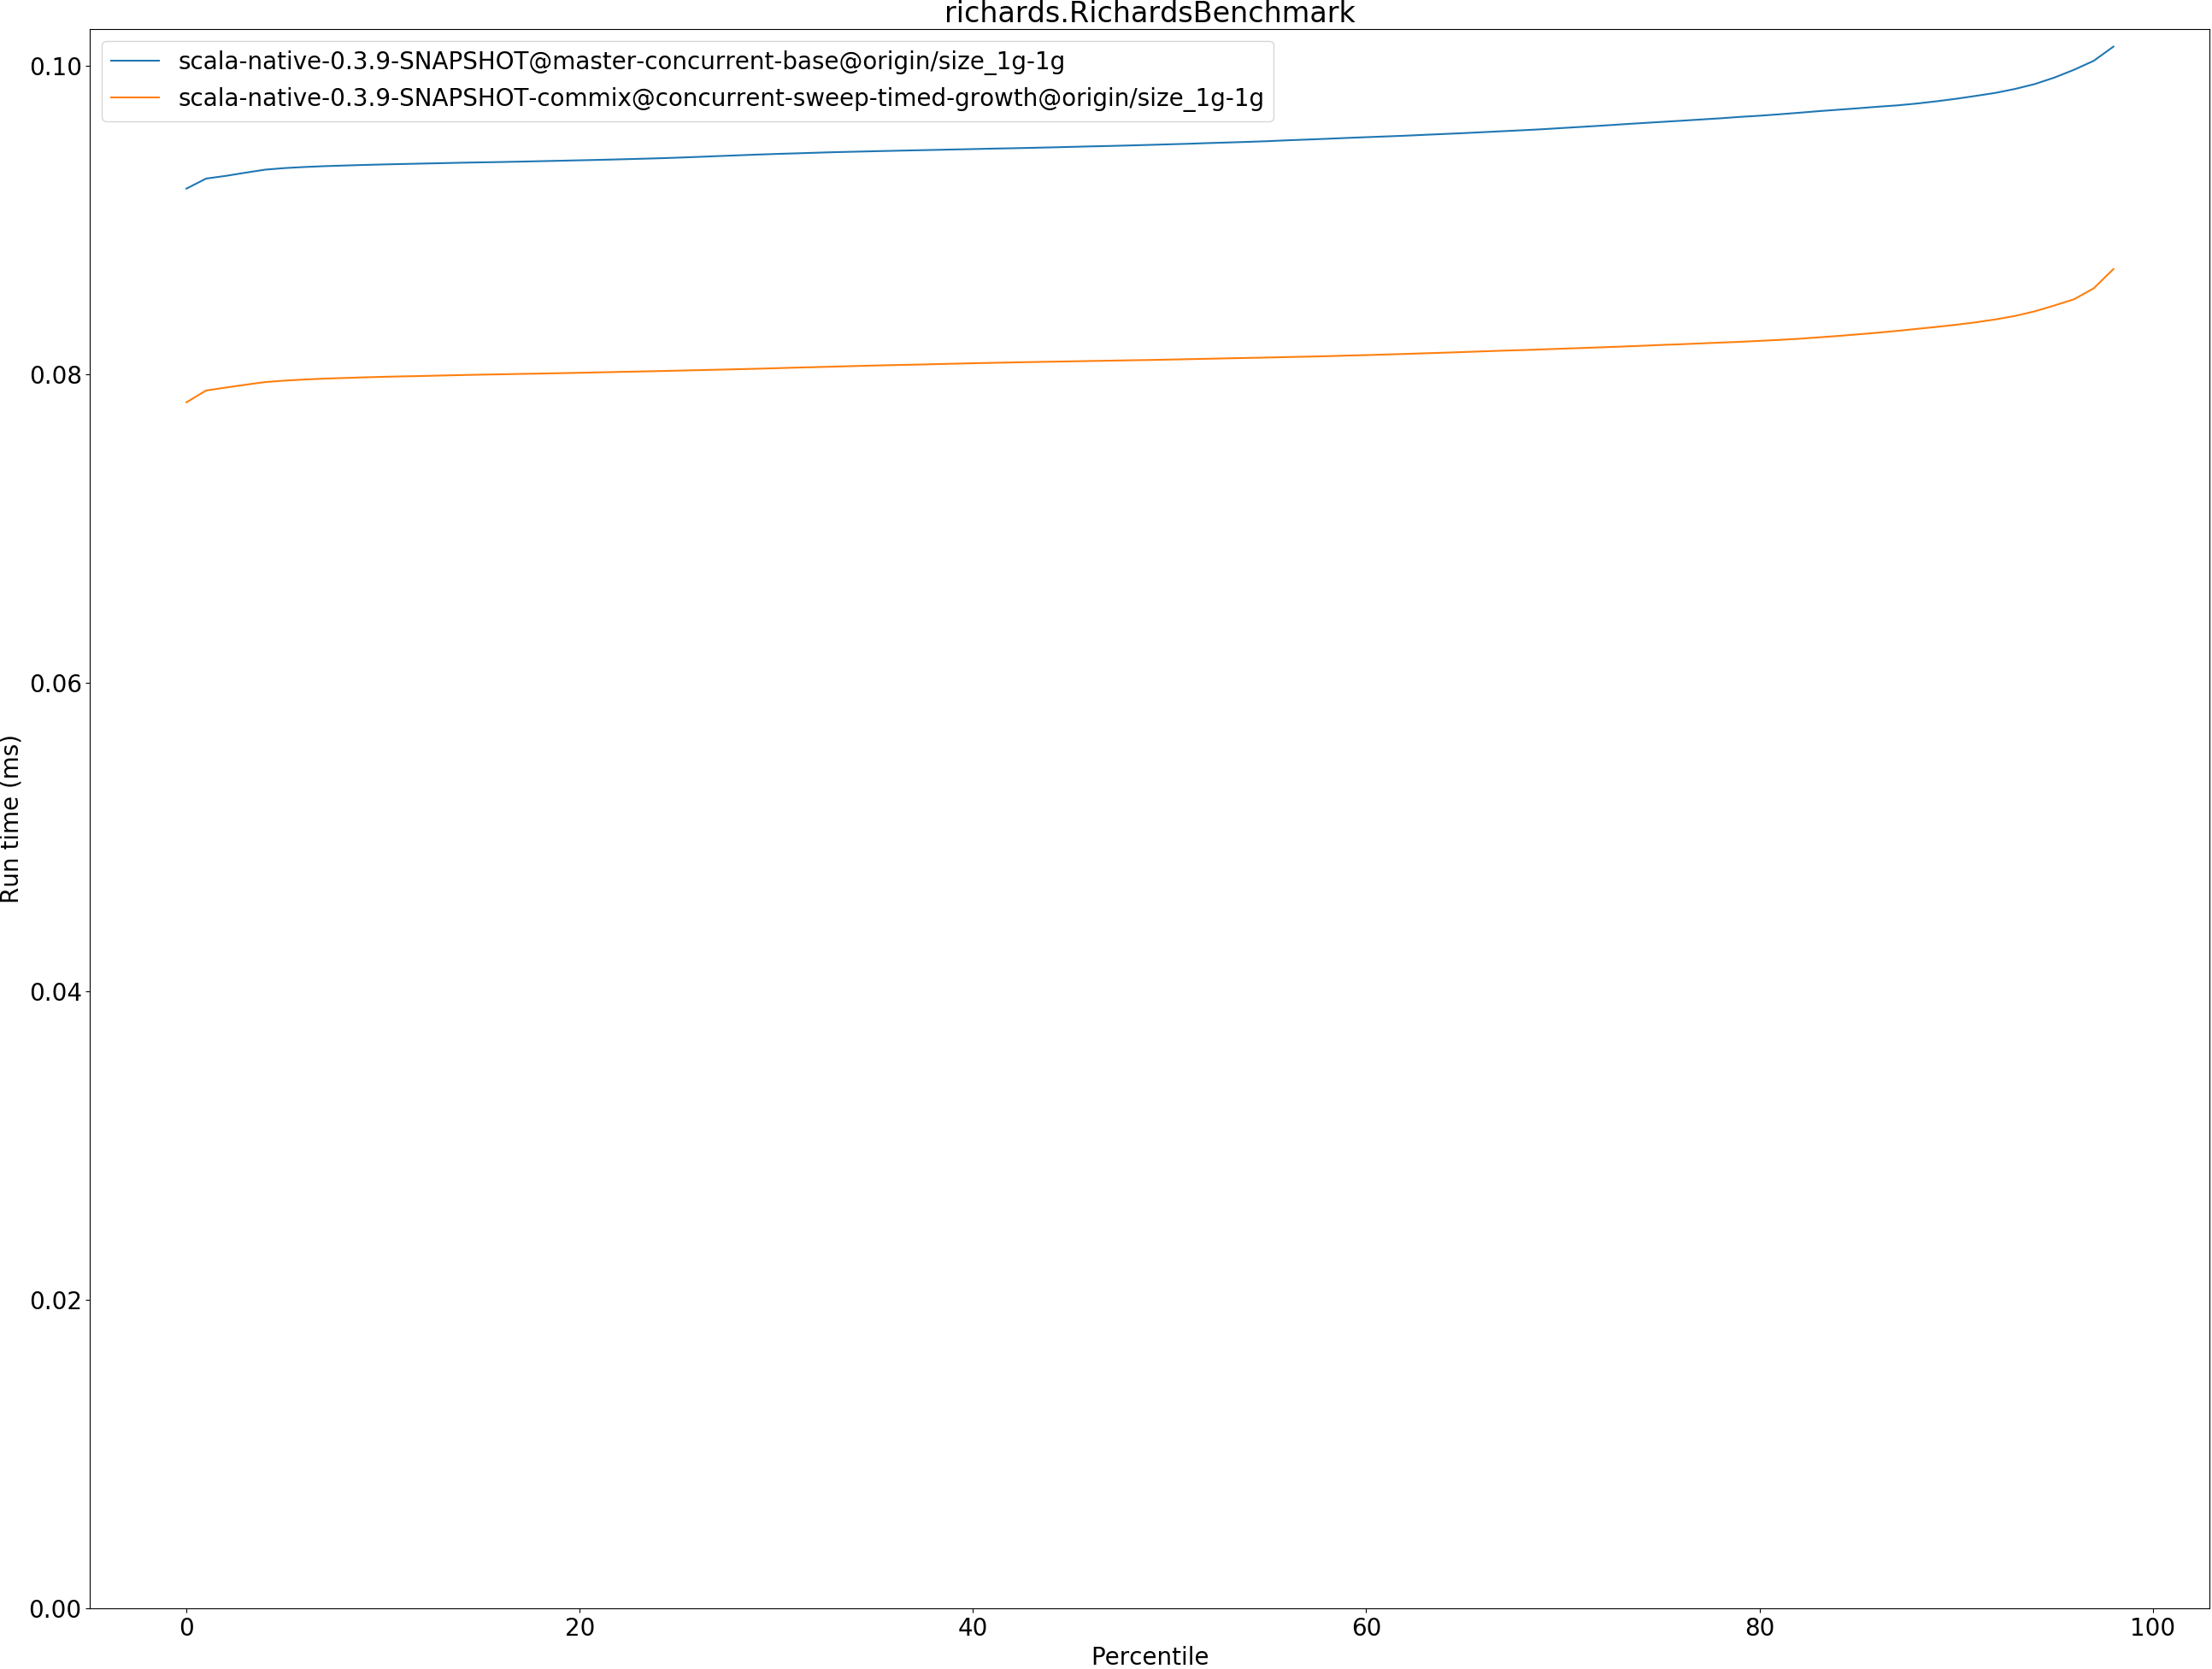 richards.RichardsBenchmark
scala-native-0.3.9-SNAPSHOT@master-concurrent-base@origin/size_1g-1g
scala-native-0.3.9-SNAPSHOT-commix@concurrent-sweep-timed-growth@origin/size_1g-1g
0.10
0.08
0.06
0.04
0.02
0.00
Run time (ms)
0 20 40 60 80 100
Percentile